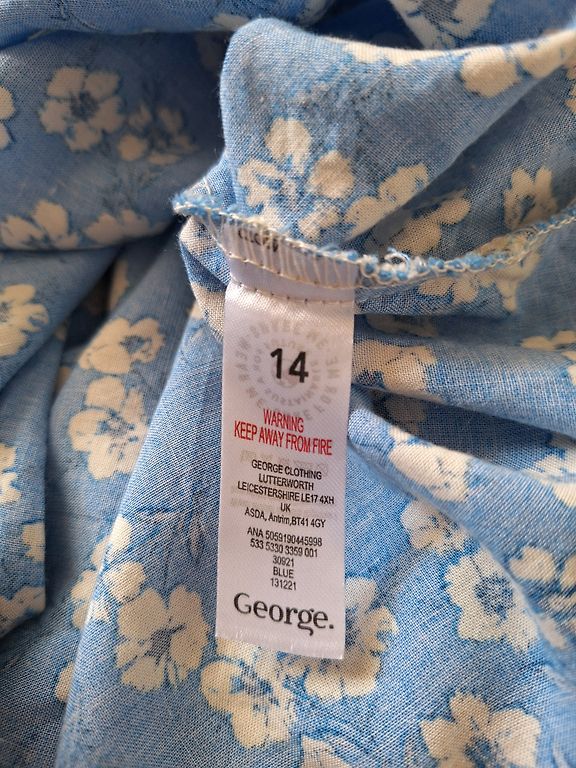 14
WARNING
KEEP AWAY FROM FIRE
GEORGE CLOTHING
LUTTERWORTH
LEICESTERSHIRE LE17 4XH
UK
ASDA, Antrim,BT41 4GY
ANA 5059190445998
533 5330 3359 001
30921
BLUE
131221
George.